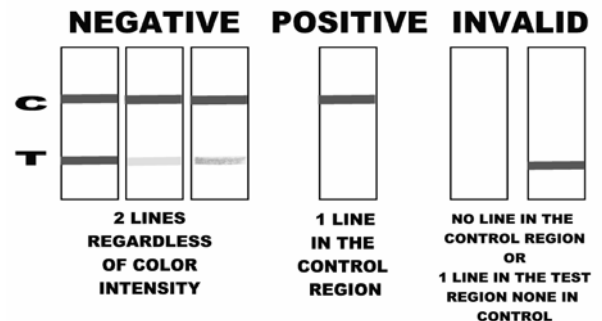 NEGATIVE POSITIVE INVALID
C
T
2 LINES
REGARDLESS
OF COLOR
INTENSITY
1 LINE
IN THE
CONTROL
REGION
NO LINE IN THE
CONTROL REGION
OR
1 LINE IN THE TEST
REGION NONE IN
CONTROL